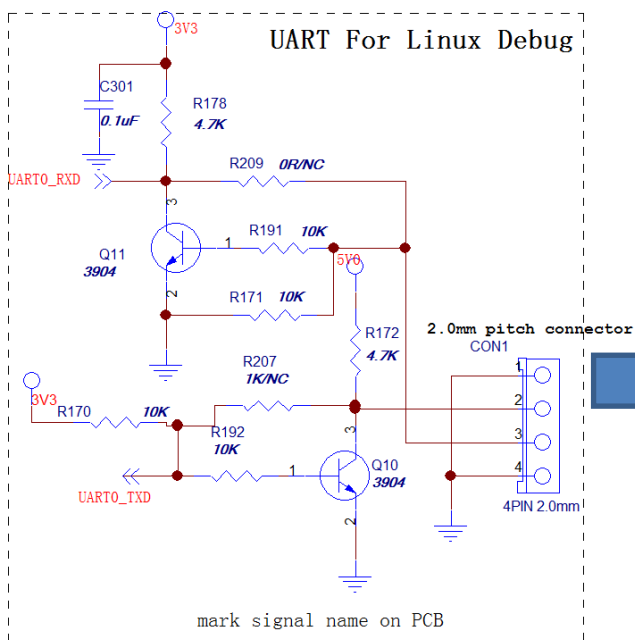 3V3
UART For Linux Debug
C301
0.1uF
R178
4.7K
R209 0R/NC
UART0_RXD
3
Q11
3904
1
R191 10K
2
5V0
R171 10K
R172
4.7K
2.0mm pitch connector
CON1
R207
1K/NC
1
2
3
4
3V3
R170 10K
R192
10K
3
Q10
3904
1
UART0_TXD
2
4PIN 2.0mm
mark signal name on PCB